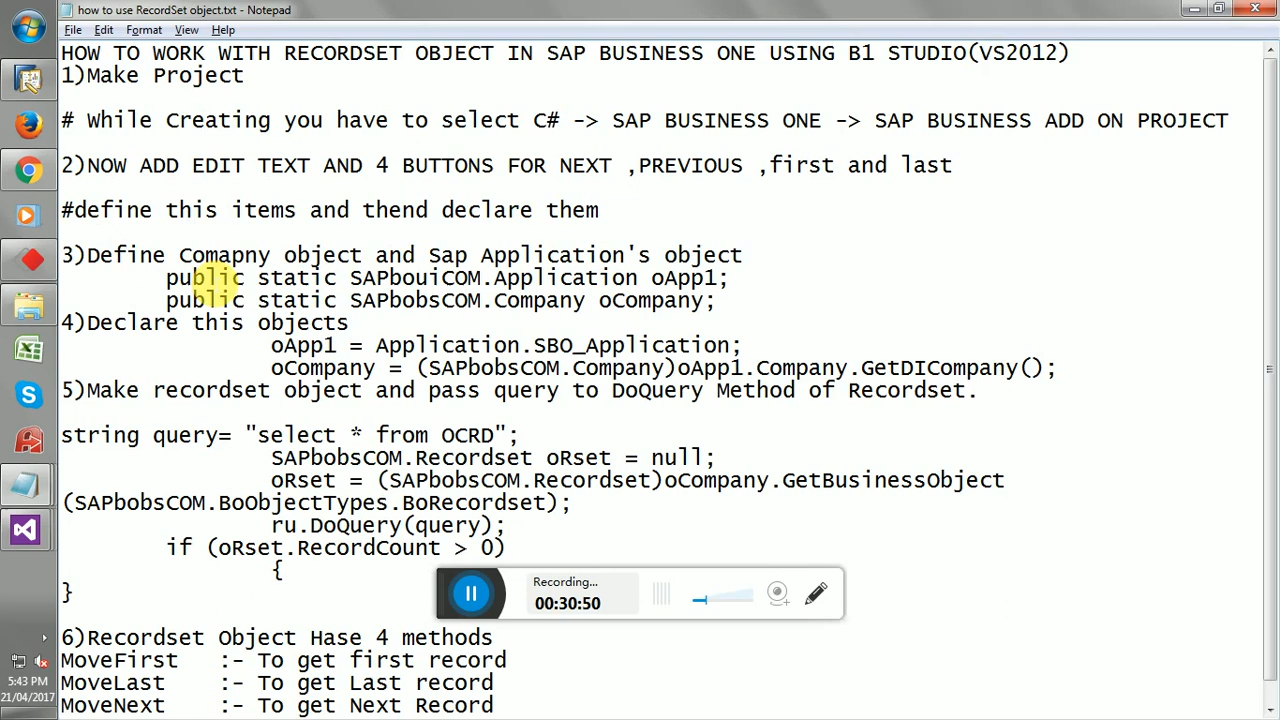 how to use RecordSet object.txt - Notepad
File Edit Format View Help
HOW TO WORK WITH RECORDSET OBJECT IN SAP BUSINESS ONE USING B1 STUDIO(VS2012)
1)Make Project
# While Creating you have to select C# -> SAP BUSINESS ONE -> SAP BUSINESS ADD ON PROJECT
2)NOW ADD EDIT TEXT AND 4 BUTTONS FOR NEXT ,PREVIOUS ,first and last
#define this items and thend declare them
3)Define Comapny object and Sap Application's object
public static SAPbouiCOM.Application oApp1;
public static SAPbobsCOM.Company oCompany;
4)Declare this objects
oApp1 = Application.SBO_Application;
oCompany = (SAPbobsCOM.Company)oApp1.Company.GetDICompany();
5)Make recordset object and pass query to DoQuery Method of Recordset.
string query= "select * from OCRD";
SAPbobsCOM.Recordset oRset = null;
oRset = (SAPbobsCOM.Recordset)oCompany.GetBusinessObject
(SAPbobsCOM.BoObjectTypes.BoRecordset);
ru.DoQuery(query);
if (oRset.RecordCount > 0)
{
}
Recording...
00:30:50
6)Recordset Object Hase 4 methods
MoveFirst :- To get first record
MoveLast :- To get Last record
MoveNext :- To get Next Record
5:43 PM
21/04/2017